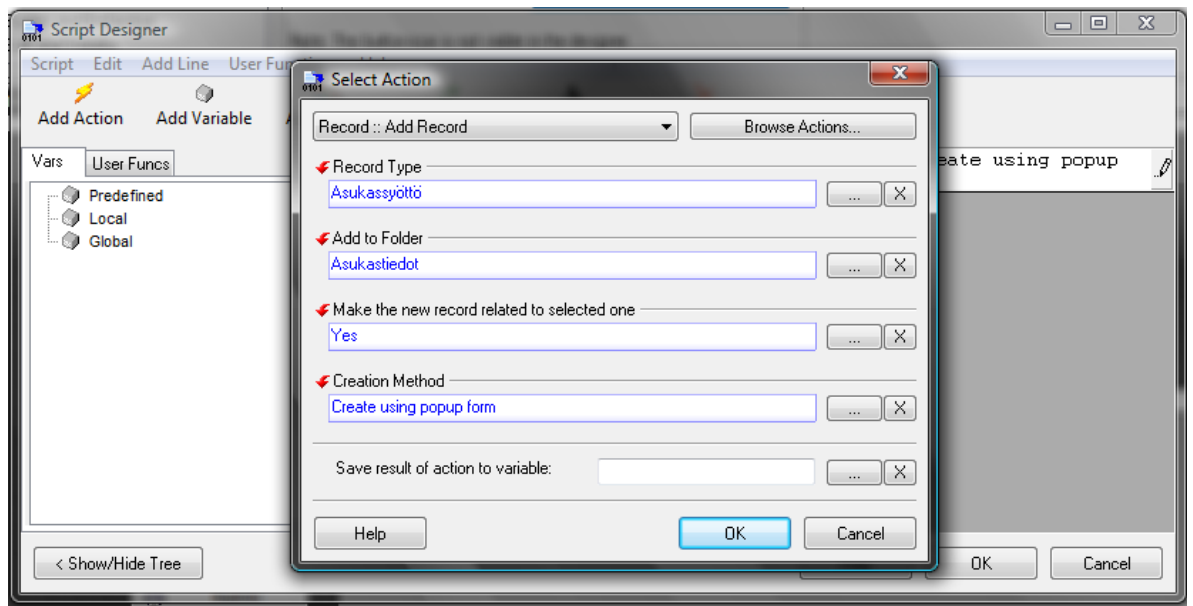 Script Designer
Script Edit Add Line User Fun
Add Action Add Variable
Vars User Funcs
Predefined
Local
Global
< Show/Hide Tree
Select Action
Record :: Add Record Browse Actions...
Record Type
Asukassyöttö ... X
Add to Folder
Asukastiedot ... X
Make the new record related to selected one
Yes ... X
Creation Method
Create using popup form ... X
Save result of action to variable: ... X
Help OK Cancel
eate using popup
OK Cancel